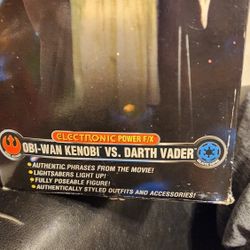 ELECTRONIC POWER F/X
OBI-WAN KENOBI VS. DARTH VADER
• AUTHENTIC PHRASES FROM THE MOVIE!
• LIGHTSABERS LIGHT UP!
• FULLY POSEABLE FIGURE!
• AUTHENTICALLY STYLED OUTFITS AND ACCESSORIES!